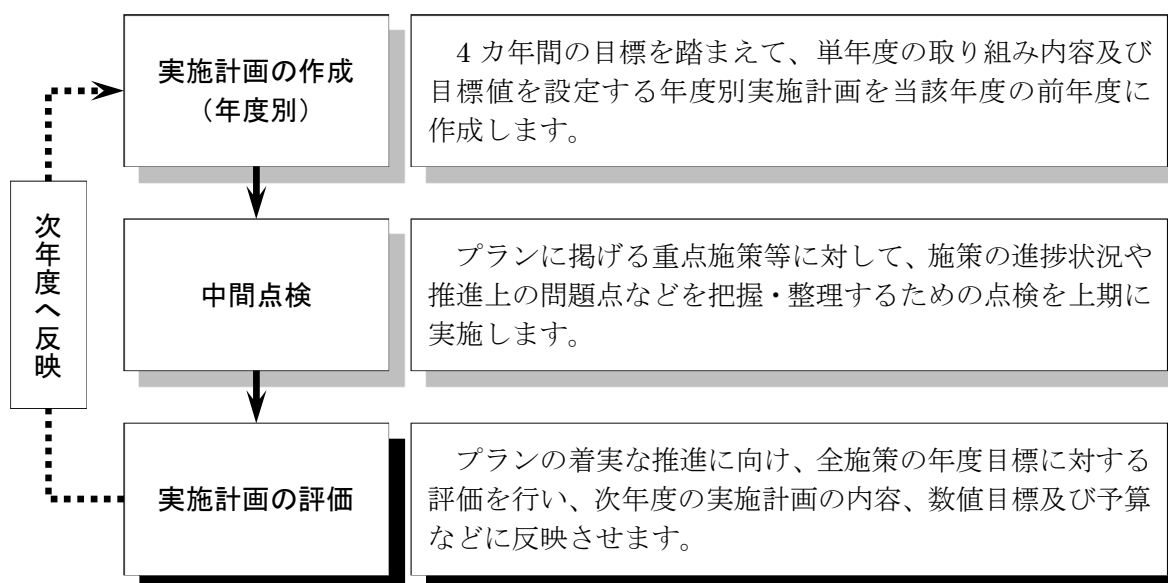 実施計画の作成
（年度別）
4 カ年間の目標を踏まえて、単年度の取り組み内容及び
目標値を設定する年度別実施計画を当該年度の前年度に
作成します。
次年度へ反映
中間点検
プランに掲げる重点施策等に対して、施策の進捗状況や
推進上の問題点などを把握・整理するための点検を上期に
実施します。
実施計画の評価
プランの着実な推進に向け、全施策の年度目標に対する
評価を行い、次年度の実施計画の内容、数値目標及び予算
などに反映させます。